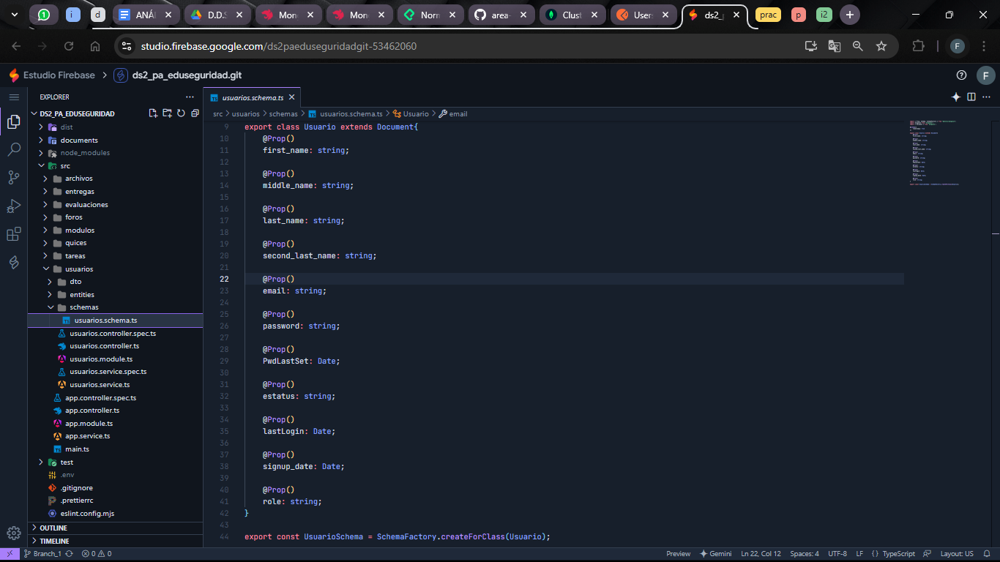 1
i
d
ANÁL
D.D.S
Mon
Mon
Norm
area-
Clust
Users
ds2_
prac
p
i2
studio.firebase.google.com/ds2paeduseguridadgit-53462060
F
Estudio Firebase
ds2_pa_eduseguridad.git
F
EXPLORER
DS2_PA_EDUSEGURIDAD
dist
documents
node_modules
src
archivos
entregas
evaluaciones
foros
modulos
quices
tareas
usuarios
dto
entities
schemas
usuarios.schema.ts
usuarios.controller.spec.ts
usuarios.controller.ts
usuarios.module.ts
usuarios.service.spec.ts
usuarios.service.ts
app.controller.spec.ts
app.controller.ts
app.module.ts
app.service.ts
main.ts
test
.env
.gitignore
.prettierrc
eslint.config.mjs
OUTLINE
TIMELINE
usuarios.schema.ts
src > usuarios > schemas > usuarios.schema.ts > Usuario > email
9 export class Usuario extends Document{
10 @Prop()
11 first_name: string;
12
13 @Prop()
14 middle_name: string;
15
16 @Prop()
17 last_name: string;
18
19 @Prop()
20 second_last_name: string;
21
22 @Prop()
23 email: string;
24
25 @Prop()
26 password: string;
27
28 @Prop()
29 PwdLastSet: Date;
30
31 @Prop()
32 estatus: string;
33
34 @Prop()
35 lastLogin: Date;
36
37 @Prop()
38 signup_date: Date;
39
40 @Prop()
41 role: string;
42 }
43
44 export const UsuarioSchema = SchemaFactory.createForClass(Usuario);
Branch_1
0 0
Preview
Gemini
Ln 22, Col 12
Spaces: 4
UTF-8
LF
{} TypeScript
Layout: US